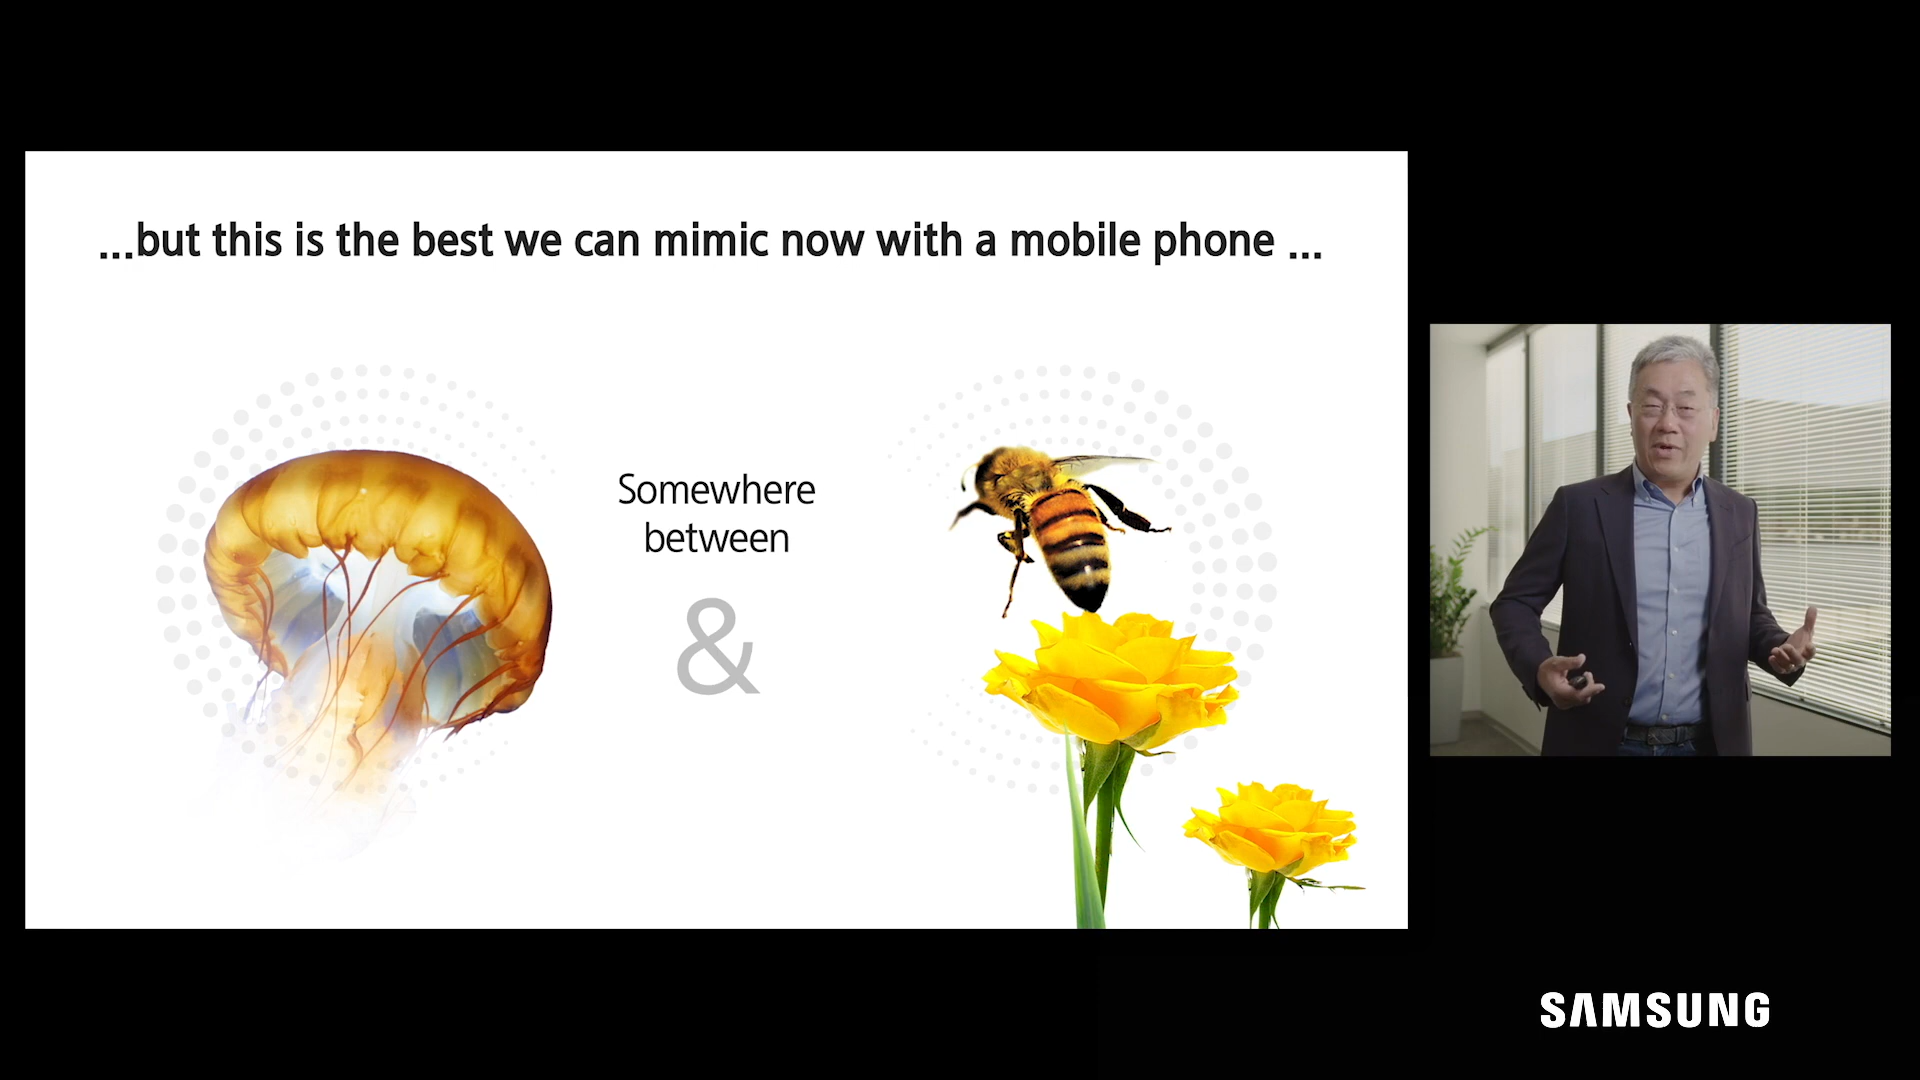 ...but this is the best we can mimic now with a mobile phone ...
Somewhere
between
&
SAMSUNG